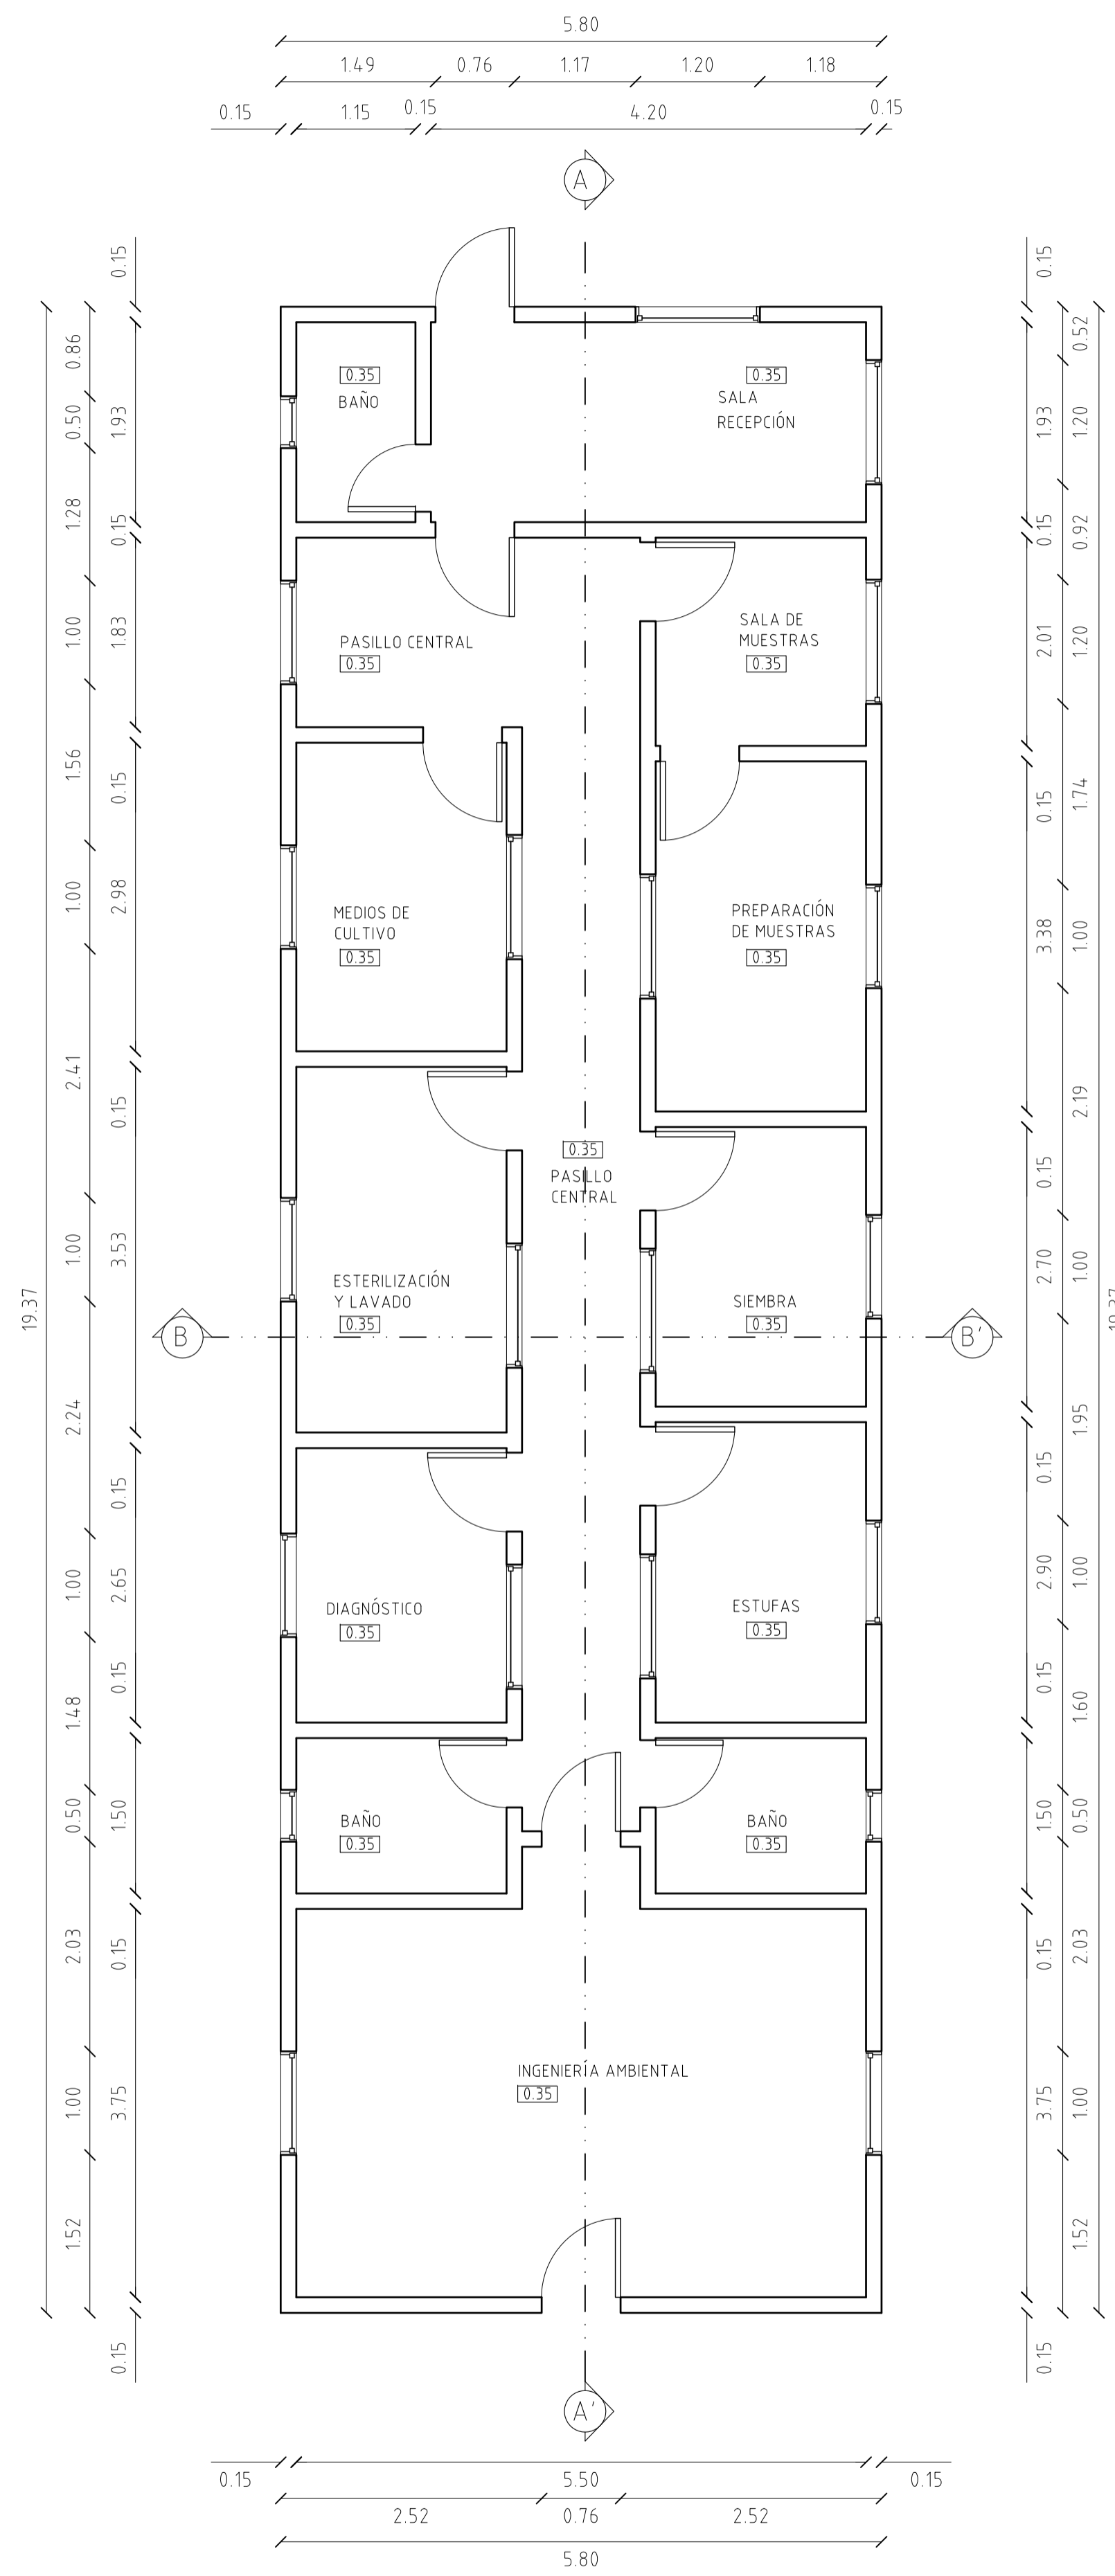 5.80
1.49 0.76 1.17 1.20 1.18
0.15 1.15 0.15 4.20 0.15
A
0.15 0.15
0.86 0.52
0.35 0.35
BAÑO SALA
RECEPCIÓN
0.50 1.93 1.93 1.20
1.28 0.15 0.15 0.92
1.00 1.83 2.01 1.20
PASILLO CENTRAL
0.35
SALA DE
MUESTRAS
0.35
1.56 0.15 0.15 1.74
1.00 2.98 3.38 1.00
MEDIOS DE
CULTIVO
0.35
PREPARACIÓN
DE MUESTRAS
0.35
2.41 0.15 2.19
0.35
PASILLO
CENTRAL
0.15
19.37 1.00 3.53 2.70 1.00 19.37
ESTERILIZACIÓN
Y LAVADO
0.35
SIEMBRA
0.35
B B'
2.24 1.95
0.15 0.15
1.00 2.65 2.90 1.00
DIAGNÓSTICO
0.35
ESTUFAS
0.35
1.48 0.15 0.15 1.60
0.50 1.50 1.50 0.50
BAÑO
0.35
BAÑO
0.35
2.03 0.15 0.15 2.03
INGENIERÍA AMBIENTAL
0.35
1.00 3.75 3.75 1.00
1.52 1.52
0.15 0.15
A'
0.15 5.50 0.15
2.52 0.76 2.52
5.80